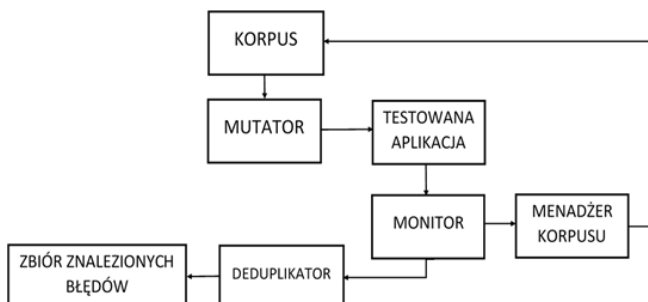 KORPUS
MUTATOR
TESTOWANA
APLIKACJA
MONITOR
MENADŻER
KORPUSU
DEDUPLIKATOR
ZBIÓR ZNALEZIONYCH
BŁĘDÓW